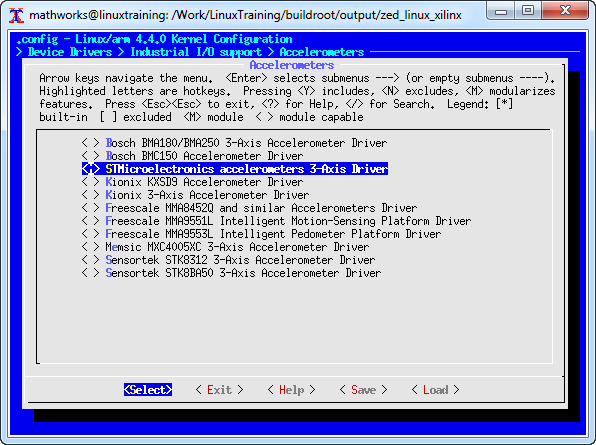 mathworks@linuxtraining: /Work/LinuxTraining/buildroot/output/zed_linux_xilinx
.config - Linux/arm 4.4.0 Kernel Configuration
> Device Drivers > Industrial I/O support > Accelerometers
Accelerometers
Arrow keys navigate the menu. <Enter> selects submenus ---> (or empty submenus ----).
Highlighted letters are hotkeys. Pressing <Y> includes, <N> excludes, <M> modularizes
features. Press <Esc><Esc> to exit, <?> for Help, </> for Search. Legend: [*]
built-in [ ] excluded <M> module < > module capable
< > Bosch BMA180/BMA250 3-Axis Accelerometer Driver
< > Bosch BMC150 Accelerometer Driver
< > STMicroelectronics accelerometers 3-Axis Driver
< > Kionix KXSD9 Accelerometer Driver
< > Kionix 3-Axis Accelerometer Driver
< > Freescale MMA8452Q and similar Accelerometers Driver
< > Freescale MMA9551L Intelligent Motion-Sensing Platform Driver
< > Freescale MMA9553L Intelligent Pedometer Platform Driver
< > Memsic MXC4005XC 3-Axis Accelerometer Driver
< > Sensortek STK8312 3-Axis Accelerometer Driver
< > Sensortek STK8BA50 3-Axis Accelerometer Driver
<Select> < Exit > < Help > < Save > < Load >